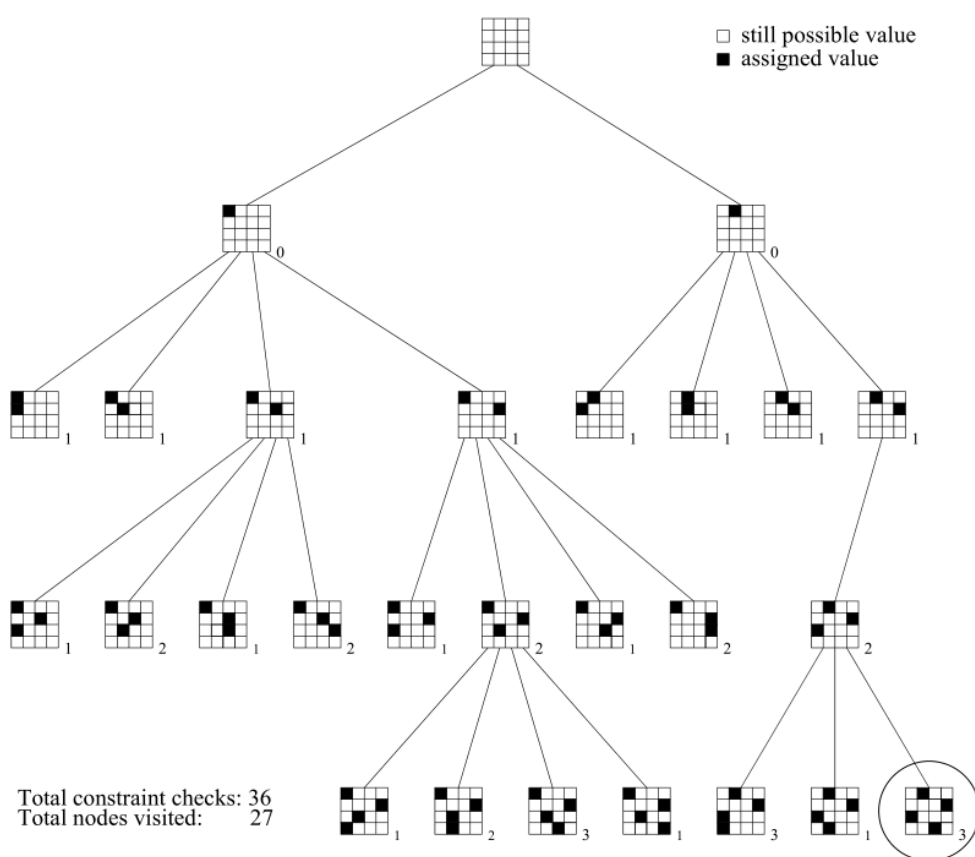 still possible value
assigned value
0 0
1 1 1 1 1 1 1 1
1 2 1 2 1 2 1 2 2
1 2 3 1 3 1 3
Total constraint checks: 36
Total nodes visited: 27